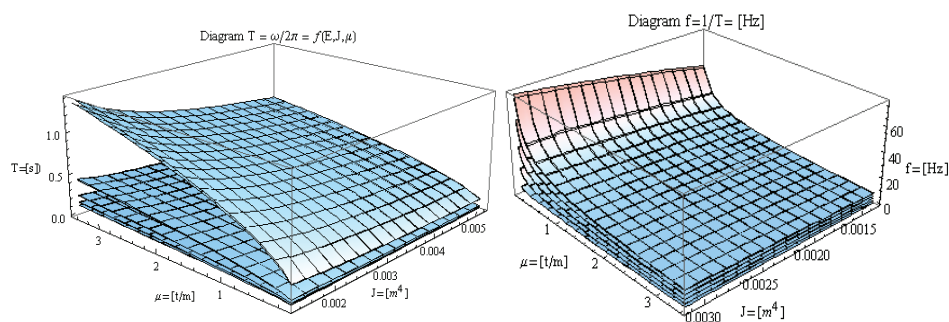 Diagram T = ω/2π = f(E,J,μ)
1.0
T=[s])
0.5
0.0
3
2
1
μ=[t/m]
0.002
0.003
0.004
0.005
J=[m⁴]
Diagram f=1/T= [Hz]
60
40
20
0
f=[Hz]
1
2
3
μ=[t/m]
0.0015
0.0020
0.0025
0.0030
J=[m⁴]